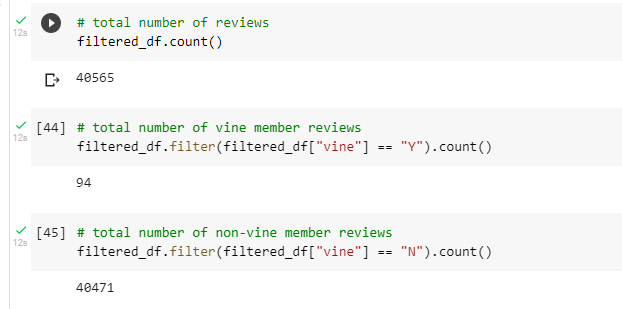 # total number of reviews
12s
filtered_df.count()
40565
[44] # total number of vine member reviews
12s
filtered_df.filter(filtered_df["vine"] == "Y").count()
94
[45] # total number of non-vine member reviews
12s
filtered_df.filter(filtered_df["vine"] == "N").count()
40471